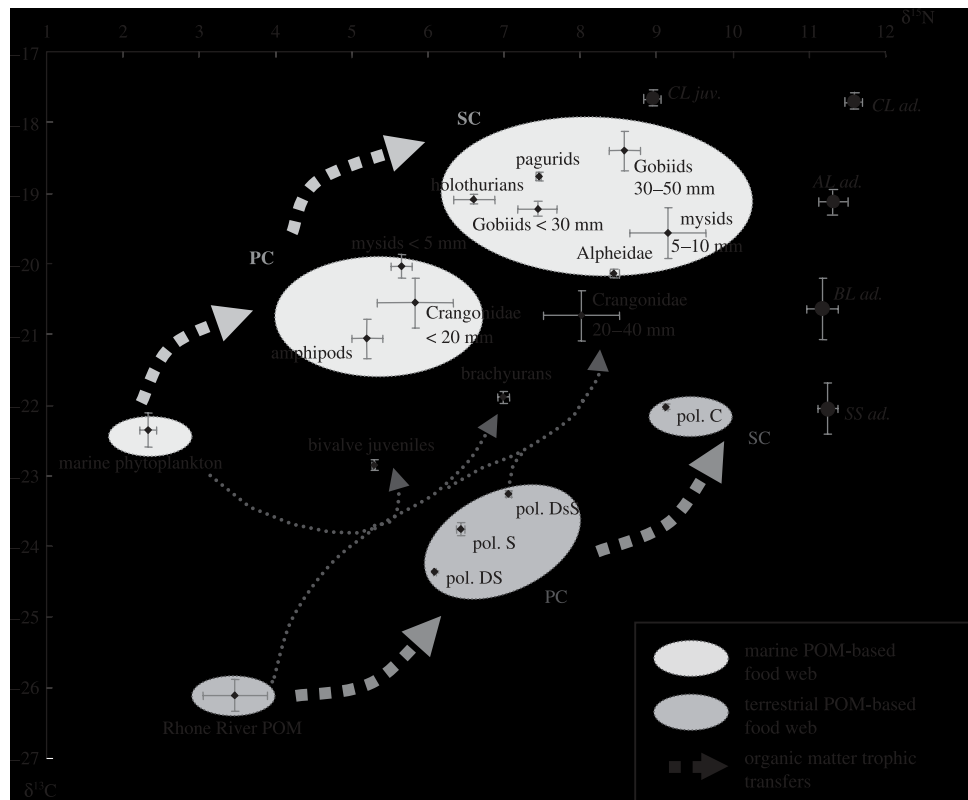 δ¹⁵N
1 2 3 4 5 6 7 8 9 10 11 12
−17
−18
−19
−20
−21
−22
−23
−24
−25
−26
−27
δ¹³C
CL juv.
CL ad.
SC
pagurids
Gobiids
30–50 mm
holothurians
AL ad.
Gobiids < 30 mm
mysids
5–10 mm
mysids < 5 mm
Alpheidae
PC
Crangonidae
20–40 mm
BL ad.
Crangonidae
< 20 mm
amphipods
brachyurans
pol. C
SS ad.
SC
bivalve juveniles
marine phytoplankton
pol. DsS
pol. S
pol. DS
PC
Rhone River POM
marine POM-based
food web
terrestrial POM-based
food web
organic matter trophic
transfers